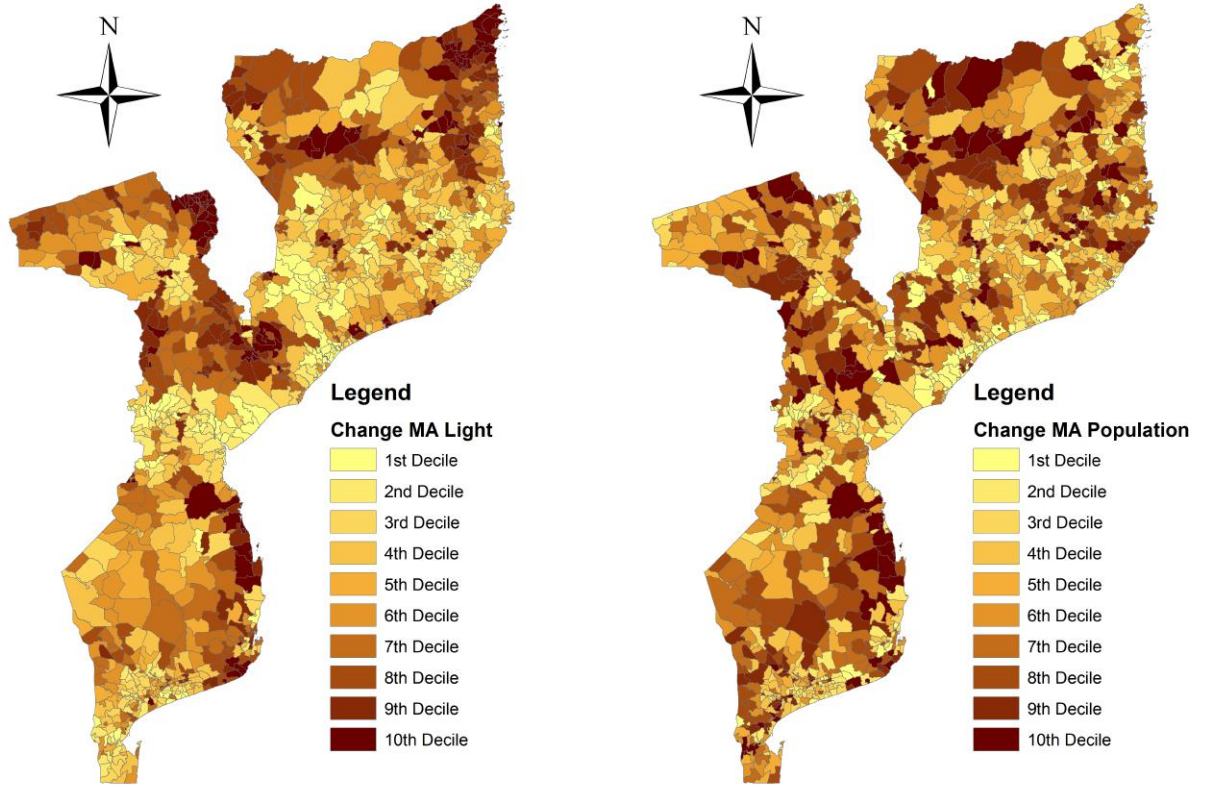 N
Legend
Change MA Light
1st Decile
2nd Decile
3rd Decile
4th Decile
5th Decile
6th Decile
7th Decile
8th Decile
9th Decile
10th Decile
N
Legend
Change MA Population
1st Decile
2nd Decile
3rd Decile
4th Decile
5th Decile
6th Decile
7th Decile
8th Decile
9th Decile
10th Decile